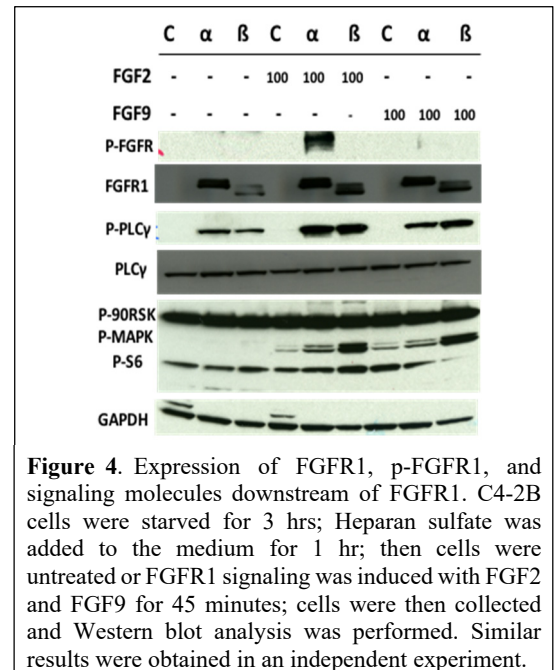 C α ß C α ß C α ß
FGF2 - - - 100 100 100 - - -
FGF9 - - - - - - 100 100 100
P-FGFR
FGFR1
P-PLCγ
PLCγ
P-90RSK
P-MAPK
P-S6
GAPDH
Figure 4. Expression of FGFR1, p-FGFR1, and
signaling molecules downstream of FGFR1. C4-2B
cells were starved for 3 hrs; Heparan sulfate was
added to the medium for 1 hr; then cells were
untreated or FGFR1 signaling was induced with FGF2
and FGF9 for 45 minutes; cells were then collected
and Western blot analysis was performed. Similar
results were obtained in an independent experiment.